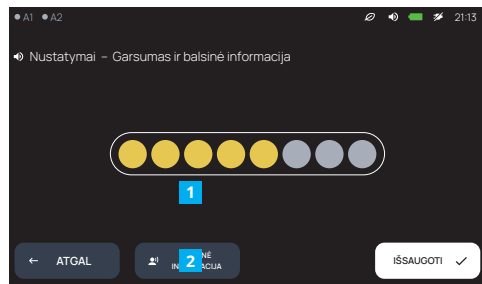 A1 A2 21:13
Nustatymai – Garsumas ir balsinė informacija
1
ATGAL
2
IŠSAUGOTI